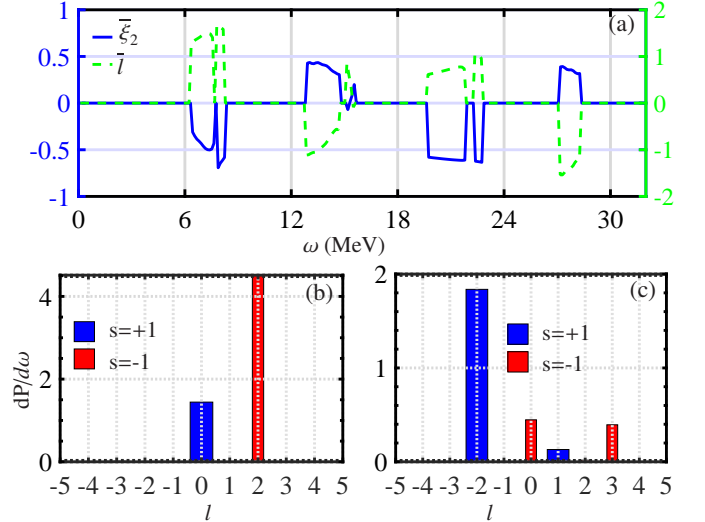 (a)
ξ̅₂
l̅
1
0.5
0
-0.5
-1
2
1
0
-1
-2
0 6 12 18 24 30
ω (MeV)
(b)
s=+1
s=-1
dP/dω
4
2
0
-5 -4 -3 -2 -1 0 1 2 3 4 5
l
(c)
s=+1
s=-1
2
1
0
-5 -4 -3 -2 -1 0 1 2 3 4 5
l